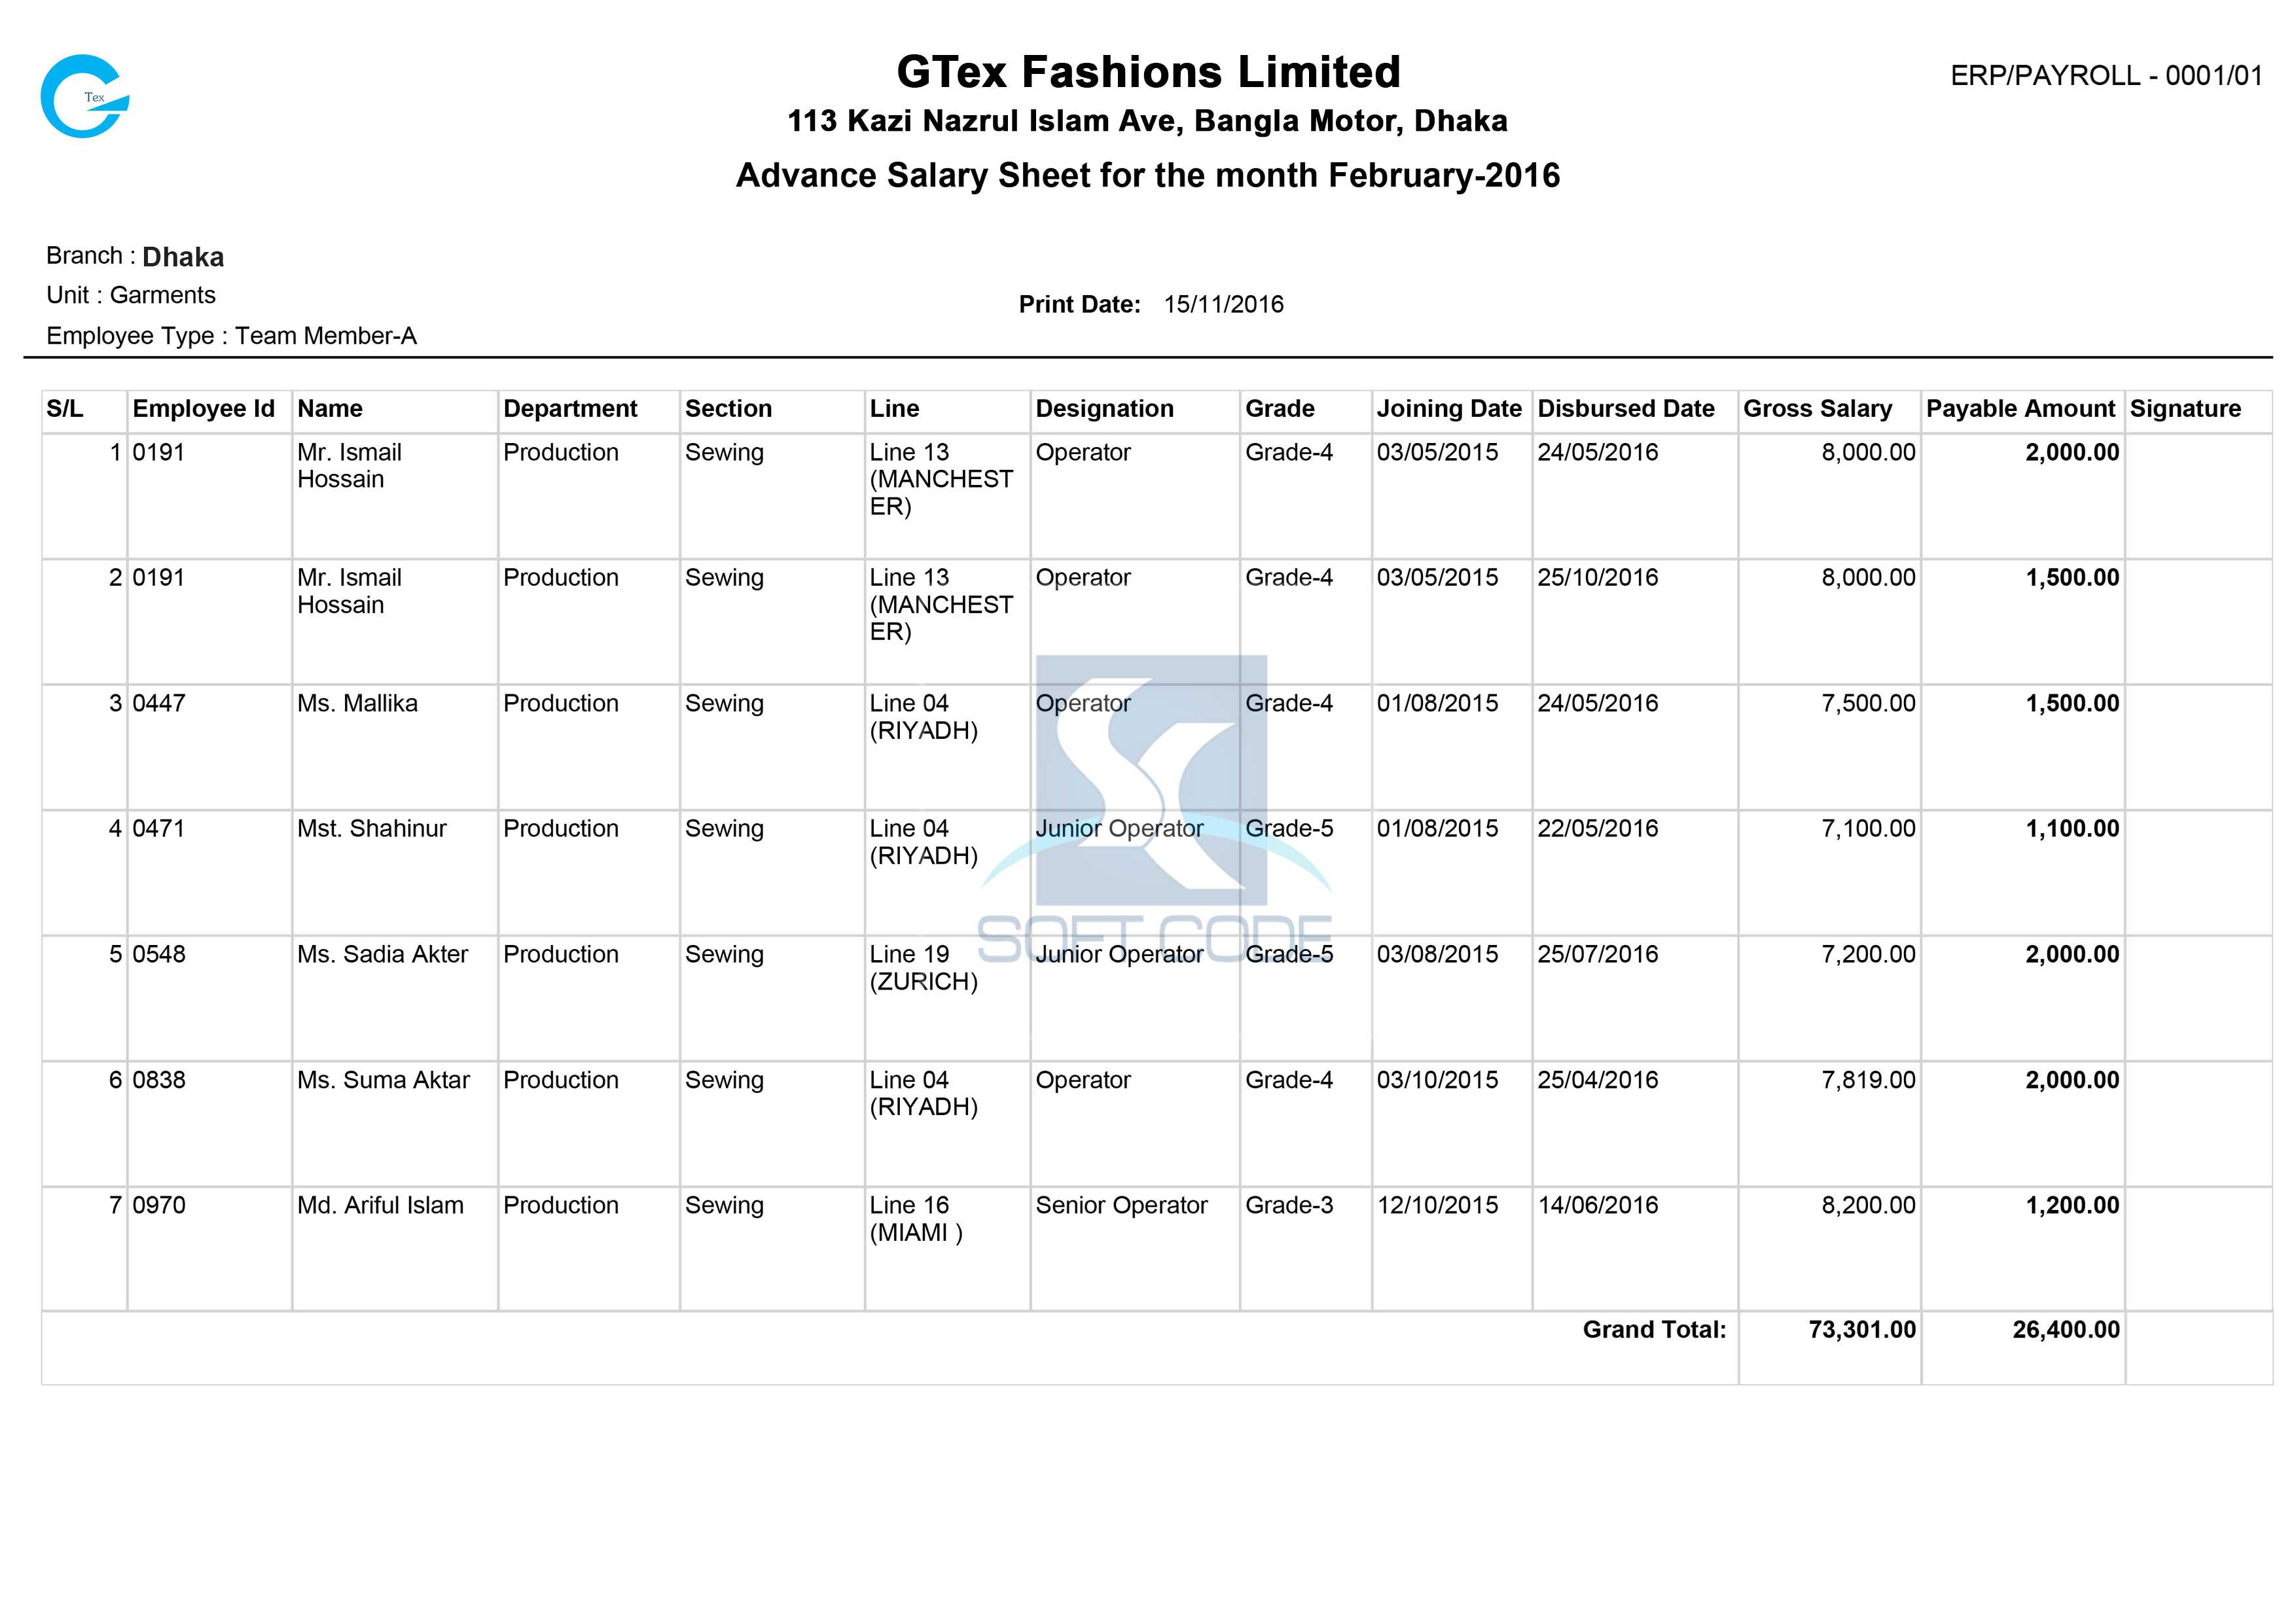 Tex
GTex Fashions Limited
ERP/PAYROLL - 0001/01
113 Kazi Nazrul Islam Ave, Bangla Motor, Dhaka
Advance Salary Sheet for the month February-2016
Branch : Dhaka
Unit : Garments
Print Date: 15/11/2016
Employee Type : Team Member-A
S/L Employee Id Name Department Section Line Designation Grade Joining Date Disbursed Date Gross Salary Payable Amount Signature
1 0191 Mr. Ismail Production Sewing Line 13 Operator Grade-4 03/05/2015 24/05/2016 8,000.00 2,000.00
Hossain (MANCHEST
ER)
2 0191 Mr. Ismail Production Sewing Line 13 Operator Grade-4 03/05/2015 25/10/2016 8,000.00 1,500.00
Hossain (MANCHEST
ER)
3 0447 Ms. Mallika Production Sewing Line 04 Operator Grade-4 01/08/2015 24/05/2016 7,500.00 1,500.00
(RIYADH)
4 0471 Mst. Shahinur Production Sewing Line 04 Junior Operator Grade-5 01/08/2015 22/05/2016 7,100.00 1,100.00
(RIYADH)
SOFT CODE
5 0548 Ms. Sadia Akter Production Sewing Line 19 Junior Operator Grade-5 03/08/2015 25/07/2016 7,200.00 2,000.00
(ZURICH)
6 0838 Ms. Suma Aktar Production Sewing Line 04 Operator Grade-4 03/10/2015 25/04/2016 7,819.00 2,000.00
(RIYADH)
7 0970 Md. Ariful Islam Production Sewing Line 16 Senior Operator Grade-3 12/10/2015 14/06/2016 8,200.00 1,200.00
(MIAMI )
Grand Total: 73,301.00 26,400.00